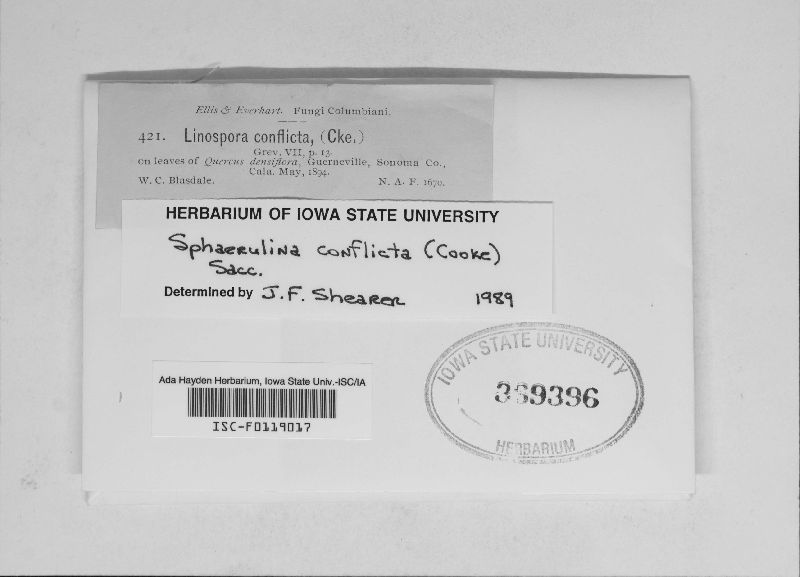 Ellis & Everhart. Fungi Columbiani.
421. Linospora conflicta, (Cke.)
Grev. VII, p. 13.
on leaves of Quercus densiflora, Guerneville, Sonoma Co.,
Cala. May, 1894.
W. C. Blasdale. N. A. F. 1670.
HERBARIUM OF IOWA STATE UNIVERSITY
Sphaerulina conflicta (Cooke)
Sacc.
Determined by J.F. Shearer 1989
Ada Hayden Herbarium, Iowa State Univ.-ISC/IA
ISC-F0119017
IOWA STATE UNIVERSITY
369396
HERBARIUM